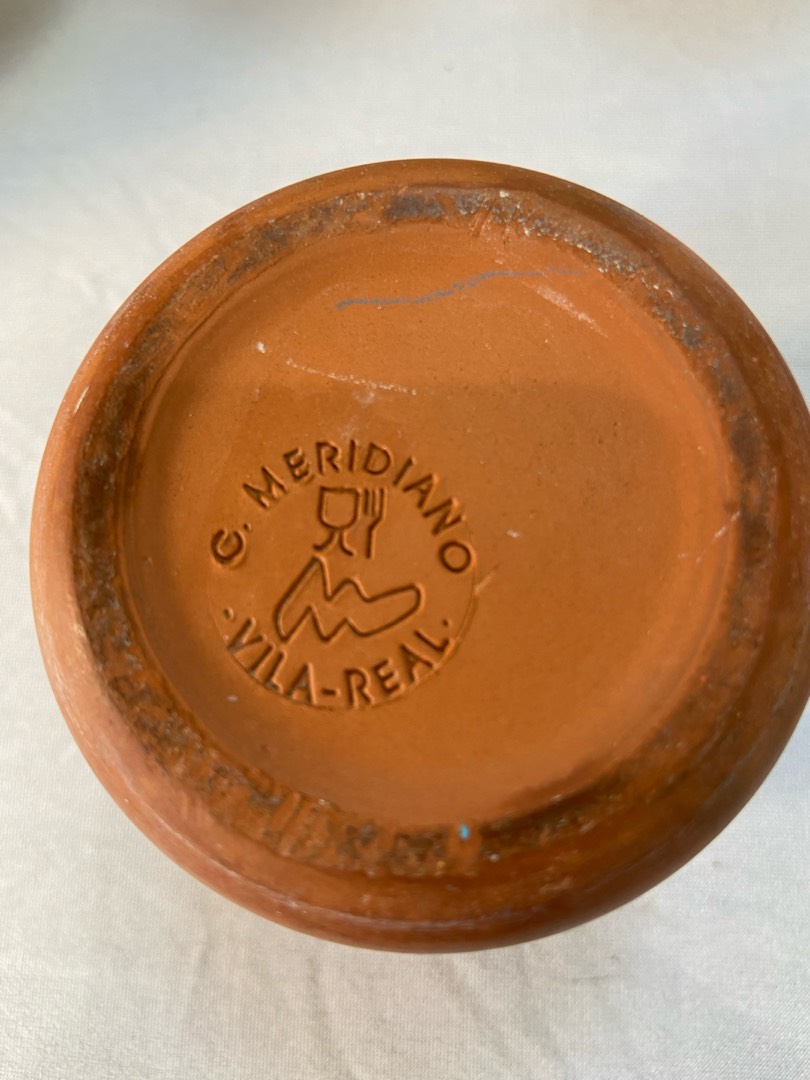 C. MERIDIANO
· VILA-REAL ·